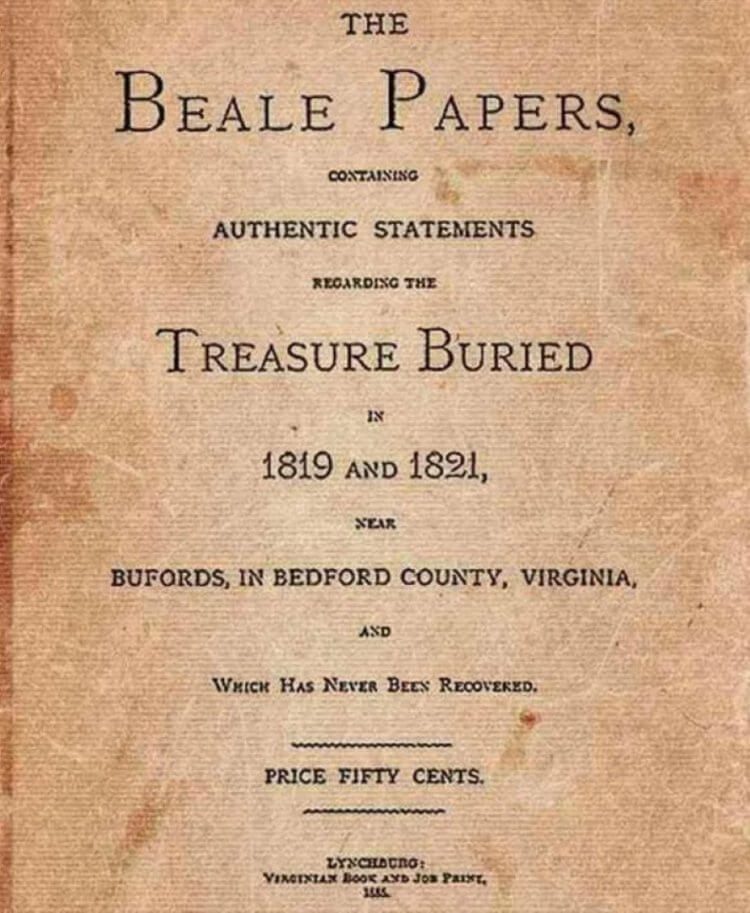 THE
BEALE PAPERS,
CONTAINING
AUTHENTIC STATEMENTS
REGARDING THE
TREASURE BURIED
IN
1819 AND 1821,
NEAR
BUFORDS, IN BEDFORD COUNTY, VIRGINIA,
AND
WHICH HAS NEVER BEEN RECOVERED.
PRICE FIFTY CENTS.
LYNCHBURG:
VIRGINIAN BOOK AND JOB PRINT,
1885.